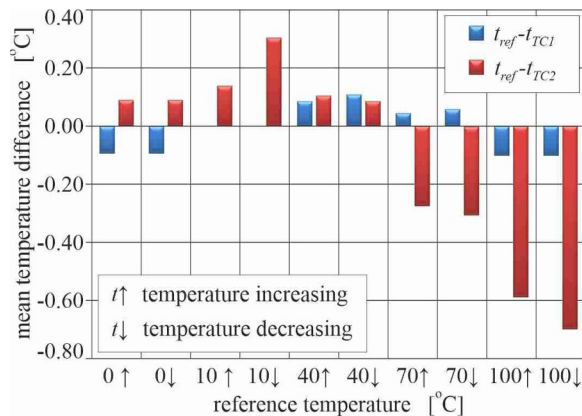 0.40
0.20
0.00
-0.20
-0.40
-0.60
-0.80
mean temperature difference [°C]
t_ref-t_TC1
t_ref-t_TC2
t↑ temperature increasing
t↓ temperature decreasing
0↑ 0↓ 10↑ 10↓ 40↑ 40↓ 70↑ 70↓ 100↑ 100↓
reference temperature [°C]